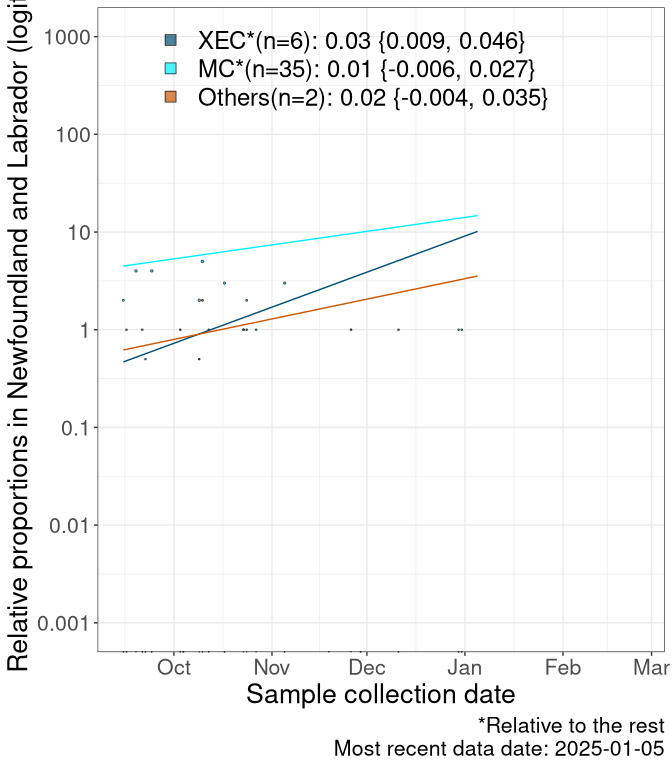 Relative proportions in Newfoundland and Labrador (logit
XEC*(n=6): 0.03 {0.009, 0.046}
MC*(n=35): 0.01 {-0.006, 0.027}
Others(n=2): 0.02 {-0.004, 0.035}
1000
100
10
1
0.1
0.01
0.001
Oct Nov Dec Jan Feb Mar
Sample collection date
*Relative to the rest
Most recent data date: 2025-01-05